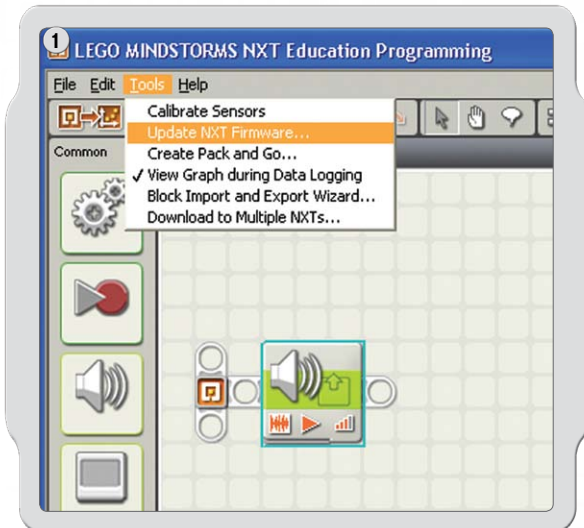 1
LEGO MINDSTORMS NXT Education Programming
File Edit Tools Help
Calibrate Sensors
Update NXT Firmware...
Create Pack and Go...
View Graph during Data Logging
Block Import and Export Wizard...
Download to Multiple NXTs...
Common